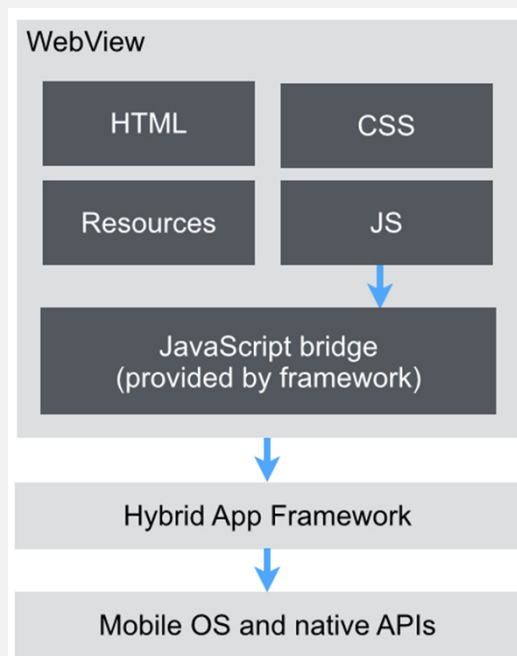 WebView
HTML
CSS
Resources
JS
JavaScript bridge
(provided by framework)
Hybrid App Framework
Mobile OS and native APIs